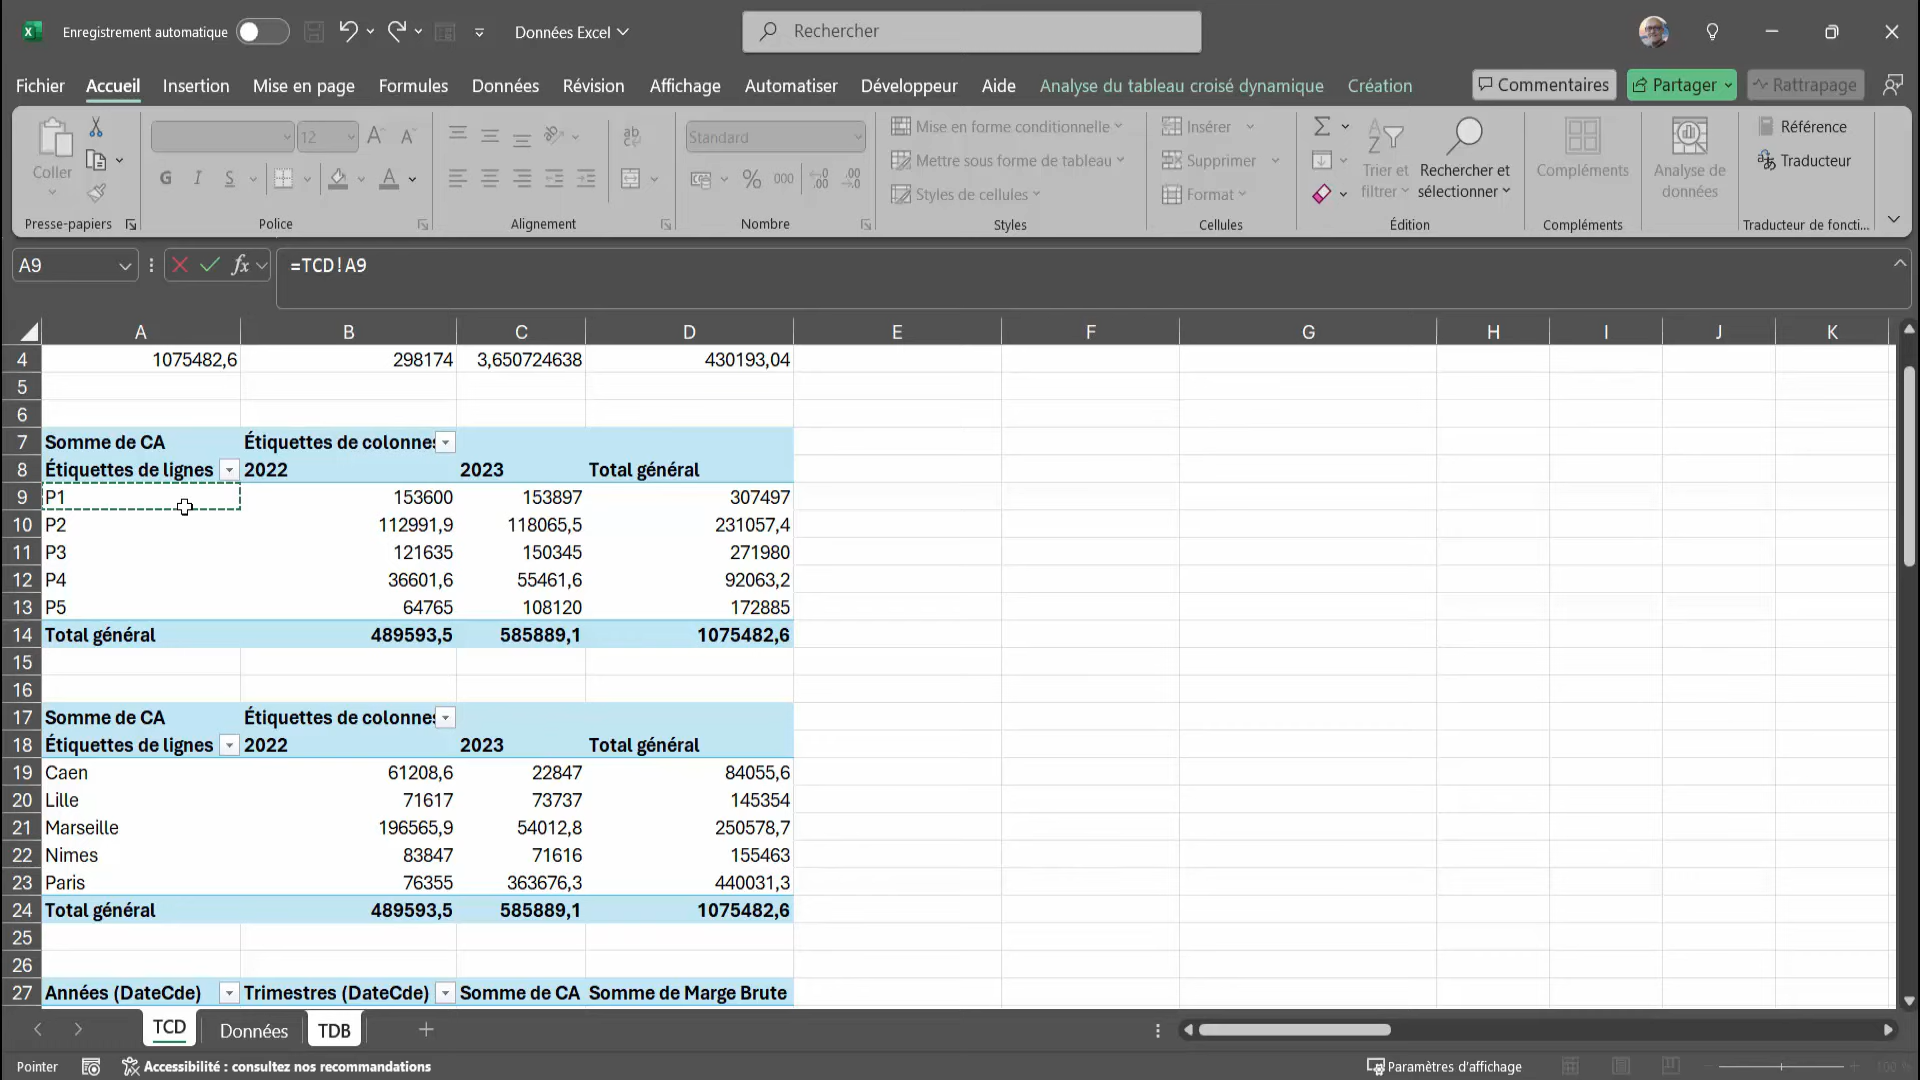 Enregistrement automatique
Données Excel
Rechercher
Fichier Accueil Insertion Mise en page Formules Données Révision Affichage Automatiser Développeur Aide Analyse du tableau croisé dynamique Création Commentaires Partager Rattrapage
Coller
12
G I S
Standard
% 000
Mise en forme conditionnelle
Mettre sous forme de tableau
Styles de cellules
Insérer
Supprimer
Format
Trier et
filtrer
Rechercher et
sélectionner
Compléments
Analyse de
données
Référence
Traducteur
Presse-papiers Police Alignement Nombre Styles Cellules Édition Compléments Traducteur de foncti...
A9 fx =TCD!A9
A B C D E F G H I J K
4 1075482,6 298174 3,650724638 430193,04
5
6
7 Somme de CA Étiquettes de colonnes
8 Étiquettes de lignes 2022 2023 Total général
9 P1 153600 153897 307497
10 P2 112991,9 118065,5 231057,4
11 P3 121635 150345 271980
12 P4 36601,6 55461,6 92063,2
13 P5 64765 108120 172885
14 Total général 489593,5 585889,1 1075482,6
15
16
17 Somme de CA Étiquettes de colonnes
18 Étiquettes de lignes 2022 2023 Total général
19 Caen 61208,6 22847 84055,6
20 Lille 71617 73737 145354
21 Marseille 196565,9 54012,8 250578,7
22 Nimes 83847 71616 155463
23 Paris 76355 363676,3 440031,3
24 Total général 489593,5 585889,1 1075482,6
25
26
27 Années (DateCde) Trimestres (DateCde) Somme de CA Somme de Marge Brute
TCD Données TDB
Pointer Accessibilité : consultez nos recommandations Paramètres d'affichage 100 %